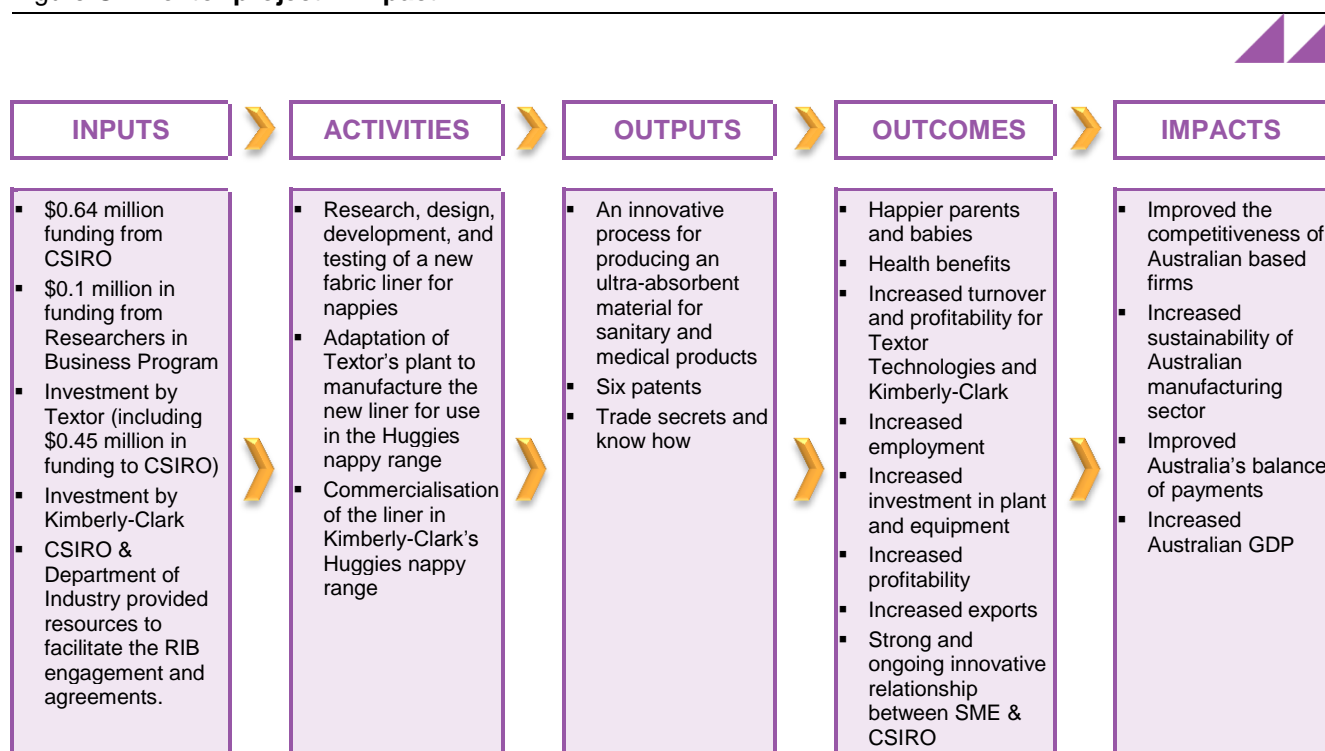 INPUTS
ACTIVITIES
OUTPUTS
OUTCOMES
IMPACTS
▪ $0.64 million
funding from
CSIRO
▪ $0.1 million in
funding from
Researchers in
Business Program
▪ Investment by
Textor (including
$0.45 million in
funding to CSIRO)
▪ Investment by
Kimberly-Clark
▪ CSIRO &
Department of
Industry provided
resources to
facilitate the RIB
engagement and
agreements.
▪ Research, design,
development, and
testing of a new
fabric liner for
nappies
▪ Adaptation of
Textor's plant to
manufacture the
new liner for use
in the Huggies
nappy range
▪ Commercialisation
of the liner in
Kimberly-Clark's
Huggies nappy
range
▪ An innovative
process for
producing an
ultra-absorbent
material for
sanitary and
medical products
▪ Six patents
▪ Trade secrets and
know how
▪ Happier parents
and babies
▪ Health benefits
▪ Increased turnover
and profitability for
Textor
Technologies and
Kimberly-Clark
▪ Increased
employment
▪ Increased
investment in plant
and equipment
▪ Increased
profitability
▪ Increased exports
▪ Strong and
ongoing innovative
relationship
between SME &
CSIRO
▪ Improved the
competitiveness of
Australian based
firms
▪ Increased
sustainability of
Australian
manufacturing
sector
▪ Improved
Australia's balance
of payments
▪ Increased
Australian GDP